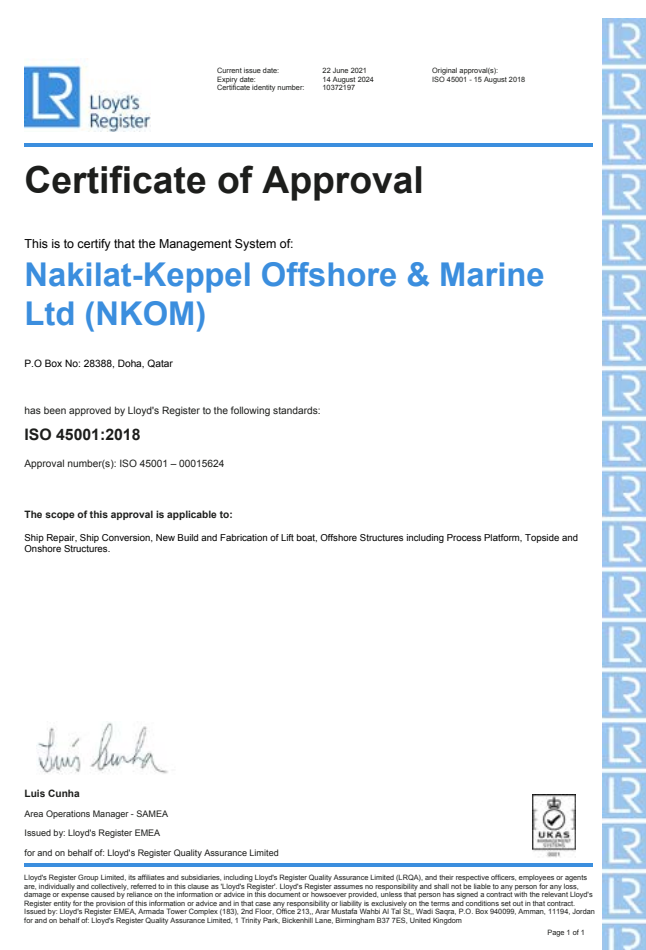 LR
Lloyd's
Register
Current issue date: 22 June 2021
Expiry date: 14 August 2024
Certificate identity number: 10372197
Original approval(s):
ISO 45001 - 15 August 2018
Certificate of Approval
This is to certify that the Management System of:
Nakilat-Keppel Offshore & Marine
Ltd (NKOM)
P.O Box No: 28388, Doha, Qatar
has been approved by Lloyd's Register to the following standards:
ISO 45001:2018
Approval number(s): ISO 45001 – 00015624
The scope of this approval is applicable to:
Ship Repair, Ship Conversion, New Build and Fabrication of Lift boat, Offshore Structures including Process Platform, Topside and
Onshore Structures.
Luis Cunha
Luis Cunha
Area Operations Manager - SAMEA
Issued by: Lloyd's Register EMEA
for and on behalf of: Lloyd's Register Quality Assurance Limited
UKAS
MANAGEMENT
SYSTEMS
0001
Lloyd's Register Group Limited, its affiliates and subsidiaries, including Lloyd's Register Quality Assurance Limited (LRQA), and their respective officers, employees or agents
are, individually and collectively, referred to in this clause as 'Lloyd's Register'. Lloyd's Register assumes no responsibility and shall not be liable to any person for any loss,
damage or expense caused by reliance on the information or advice in this document or howsoever provided, unless that person has signed a contract with the relevant Lloyd's
Register entity for the provision of this information or advice and in that case any responsibility or liability is exclusively on the terms and conditions set out in that contract.
Issued by: Lloyd's Register EMEA, Armada Tower Complex (183), 2nd Floor, Office 213,, Arar Mustafa Wahbi Al Tal St., Wadi Saqra, P.O. Box 940099, Amman, 11194, Jordan
for and on behalf of: Lloyd's Register Quality Assurance Limited, 1 Trinity Park, Bickenhill Lane, Birmingham B37 7ES, United Kingdom
Page 1 of 1